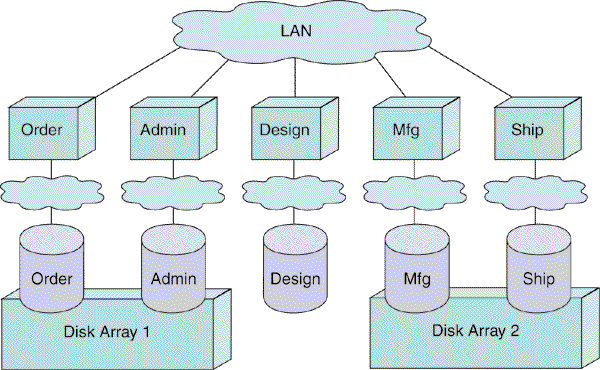 LAN
Order
Admin
Design
Mfg
Ship
Order
Admin
Design
Mfg
Ship
Disk Array 1
Disk Array 2